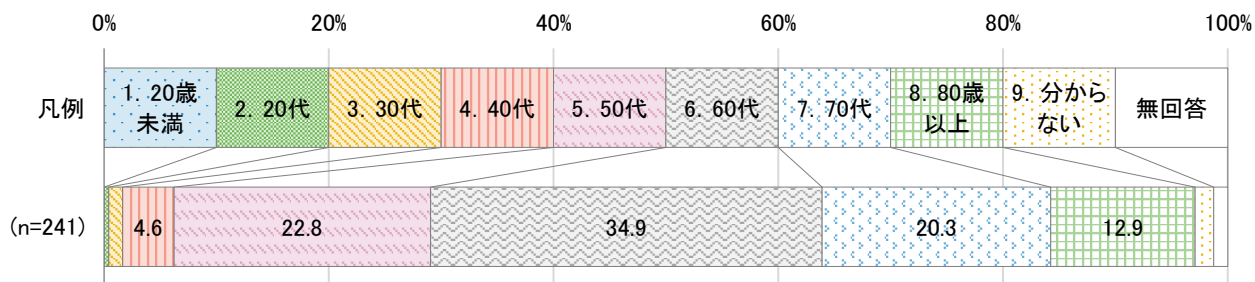 0% 20% 40% 60% 80% 100%
凡例
1. 20歳
未満
2. 20代
3. 30代
4. 40代
5. 50代
6. 60代
7. 70代
8. 80歳
以上
9. 分から
ない
無回答
(n=241)
4.6 22.8 34.9 20.3 12.9